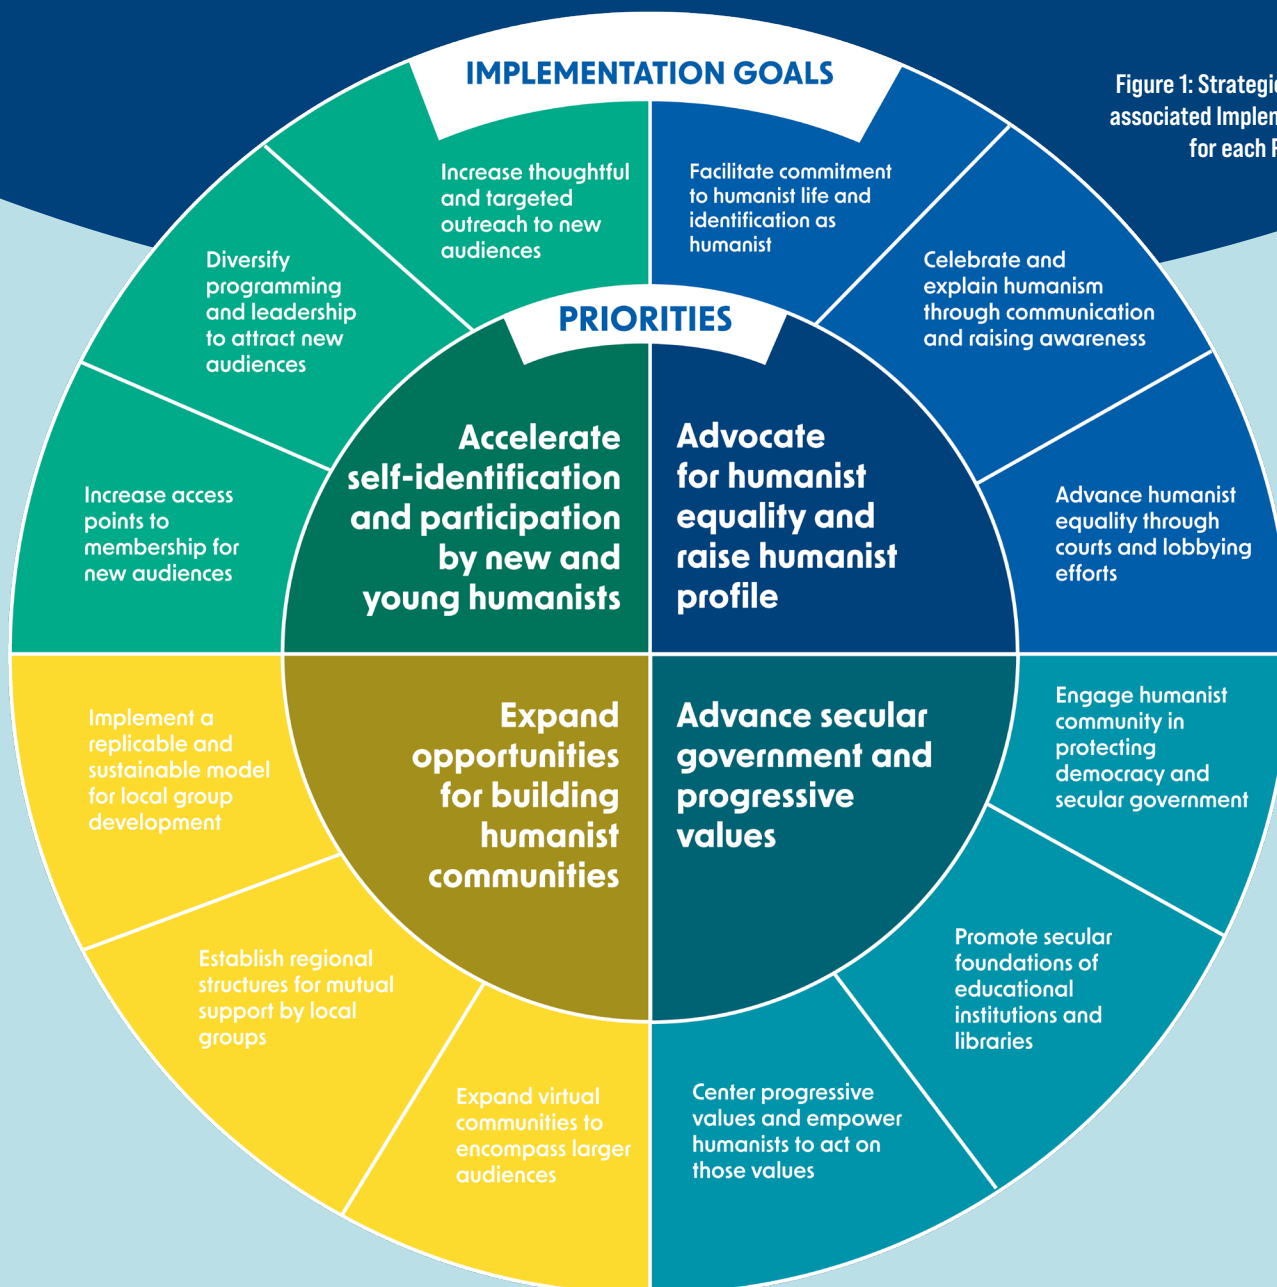 IMPLEMENTATION GOALS
Figure 1: Strategic
associated Implem
for each P
Increase thoughtful
and targeted
outreach to new
audiences
Facilitate commitment
to humanist life and
identification as
humanist
Diversify
programming
and leadership
to attract new
audiences
Celebrate and
explain humanism
through communication
and raising awareness
PRIORITIES
Increase access
points to
membership for
new audiences
Accelerate
self-identification
and participation
by new and
young humanists
Advocate
for humanist
equality and
raise humanist
profile
Advance humanist
equality through
courts and lobbying
efforts
Implement a
replicable and
sustainable model
for local group
development
Expand
opportunities
for building
humanist
communities
Advance secular
government and
progressive
values
Engage humanist
community in
protecting
democracy and
secular government
Establish regional
structures for mutual
support by local
groups
Promote secular
foundations of
educational
institutions and
libraries
Expand virtual
communities to
encompass larger
audiences
Center progressive
values and empower
humanists to act on
those values